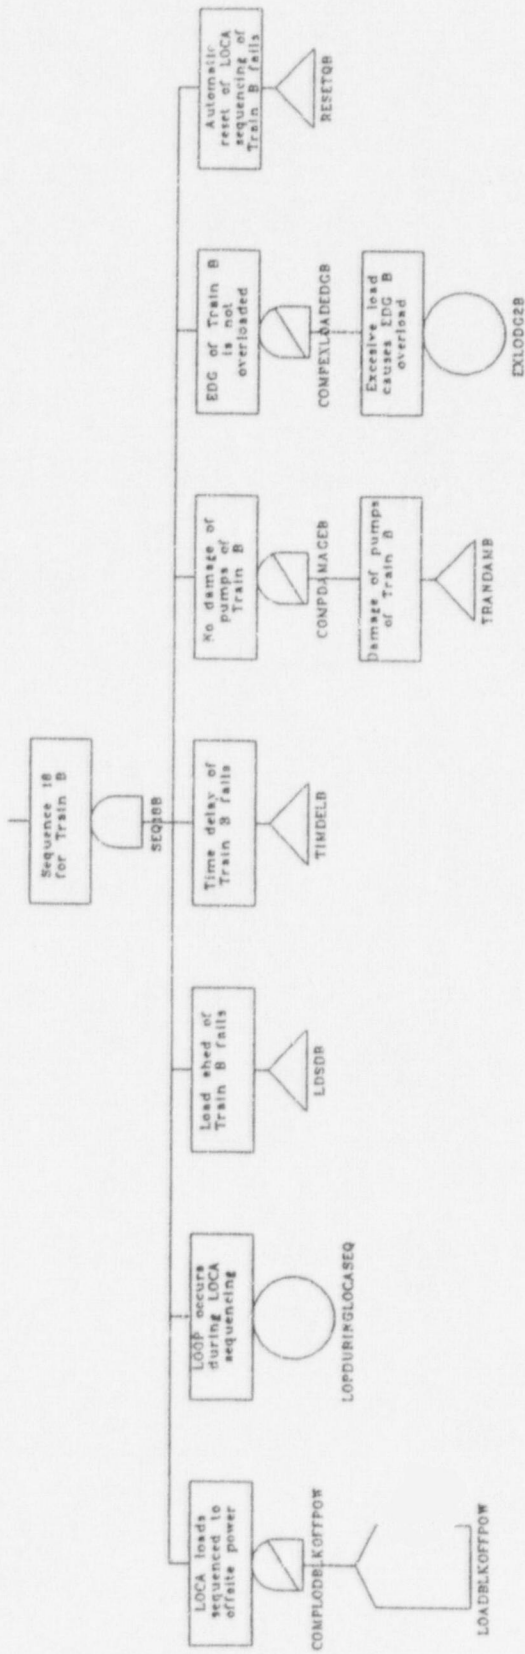 Sequence 18
for Train B
SEQ18B
LOCA loads
sequenced to
offsite power
COMPLODBLKOFFPOW
LOADBLKOFFPOW
LOOP occurs
during LOCA
sequencing
LOPDURINGLOCASEQ
Load shed of
Train B fails
LDSDB
Time delay of
Train B fails
TIMDELB
No damage of
pumps of
Train B
COMPDAMAGEB
Damage of pumps
of Train B
TRANDAMB
EDG of Train B
is not
overloaded
COMPEXLOADEDGB
Excesive load
causes EDG B
overload
EXLODG2B
Automatic
reset of LOCA
sequencing of
Train B fails
RESETQB